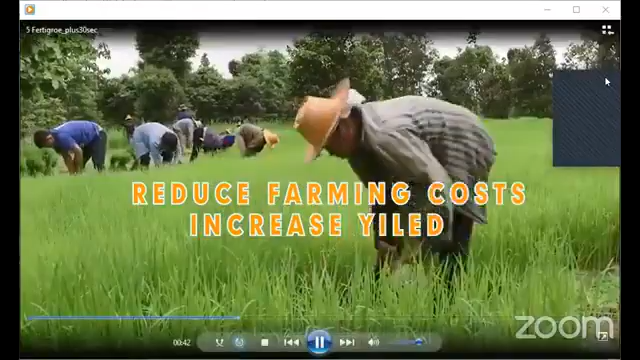 5 Fertigroe_plus30sec
REDUCE FARMING COSTS
INCREASE YILED
00:42
zoom